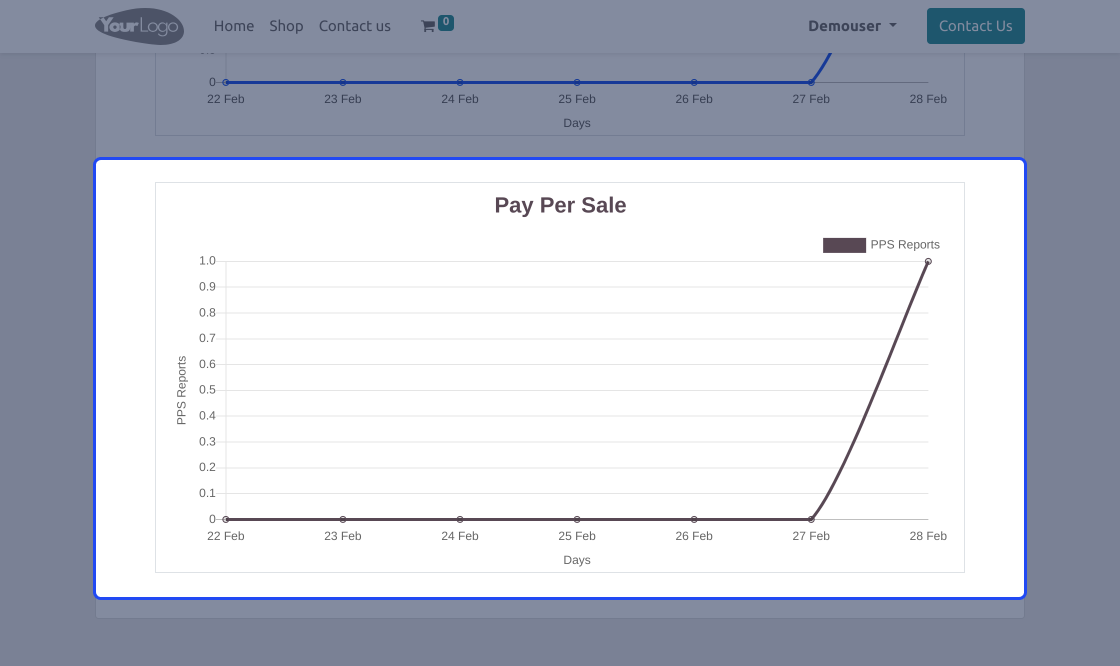 YourLogo Home Shop Contact us 0 Demouser Contact Us
0
22 Feb 23 Feb 24 Feb 25 Feb 26 Feb 27 Feb 28 Feb
Days
Pay Per Sale
PPS Reports
1.0
0.9
0.8
0.7
0.6
0.5
0.4
0.3
0.2
0.1
0
PPS Reports
22 Feb 23 Feb 24 Feb 25 Feb 26 Feb 27 Feb 28 Feb
Days